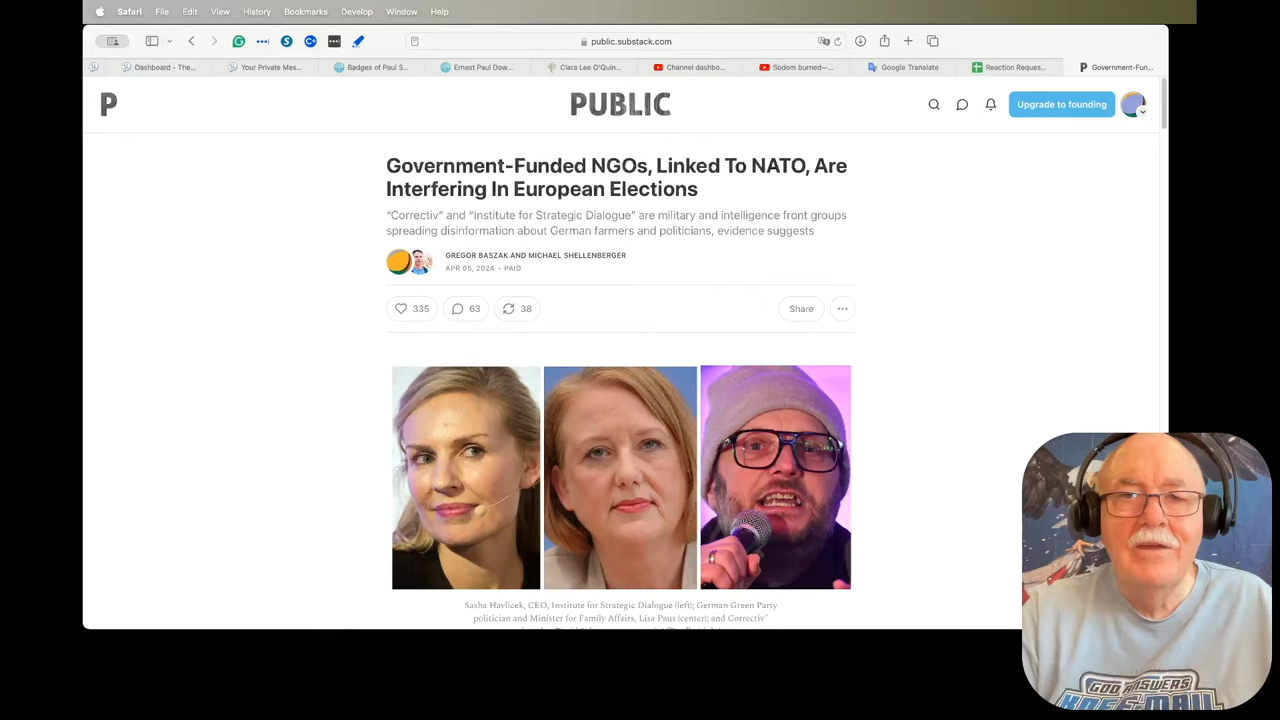 Safari File Edit View History Bookmarks Develop Window Help
public.substack.com
Dashboard - The... Your Private Mes... Badges of Paul S... Ernest Paul Dow... Clara Lee O'Quin... Channel dashbo... Sodom burned—... Google Translate Reaction Reques... Government-Fun...
P PUBLIC Upgrade to founding
Government-Funded NGOs, Linked To NATO, Are
Interfering In European Elections
“Correctiv” and “Institute for Strategic Dialogue” are military and intelligence front groups
spreading disinformation about German farmers and politicians, evidence suggests
GREGOR BASZAK AND MICHAEL SHELLENBERGER
APR 05, 2024 • PAID
335 63 38 Share
Sasha Havlicek, CEO, Institute for Strategic Dialogue (left); German Green Party
politician and Minister for Family Affairs, Lisa Paus (center); and Correctiv"
GOD ANSWERS
KNEE-MAIL